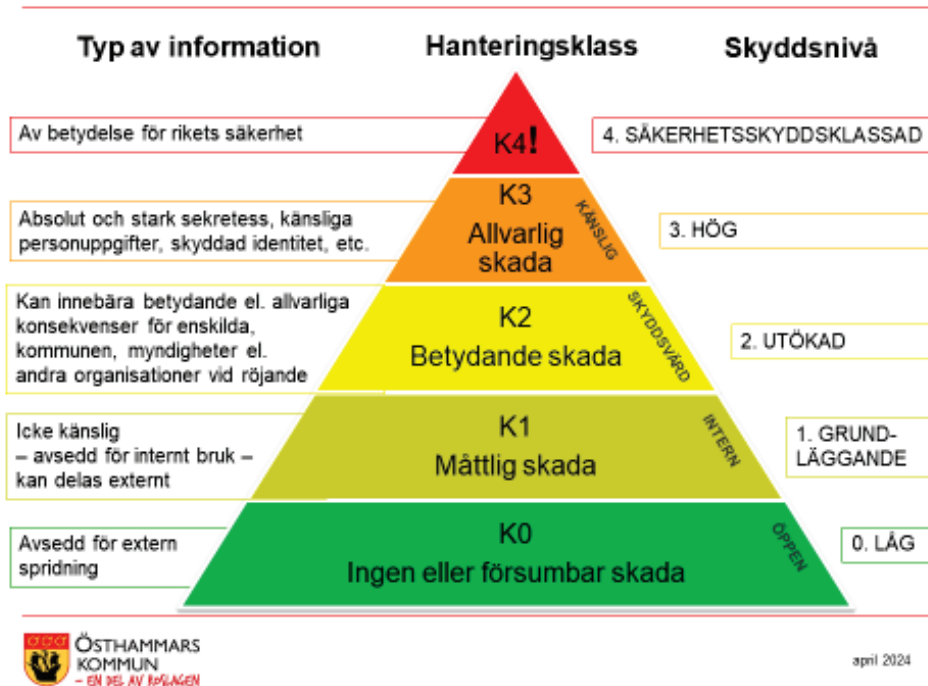 Typ av information
Hanteringsklass
Skyddsnivå
Av betydelse för rikets säkerhet
K4!
4. SÄKERHETSSKYDDSKLASSAD
Absolut och stark sekretess, känsliga
personuppgifter, skyddad identitet, etc.
K3
Allvarlig
skada
KÄNSLIG
3. HÖG
Kan innebära betydande el. allvarliga
konsekvenser för enskilda,
kommunen, myndigheter el.
andra organisationer vid röjande
K2
Betydande skada
SKYDDSVÄRD
2. UTÖKAD
Icke känslig
– avsedd för internt bruk –
kan delas externt
K1
Måttlig skada
INTERN
1. GRUND-
LÄGGANDE
Avsedd för extern
spridning
K0
Ingen eller försumbar skada
ÖPPEN
0. LÅG
ÖSTHAMMARS
KOMMUN
– EN DEL AV ROSLAGEN
april 2024